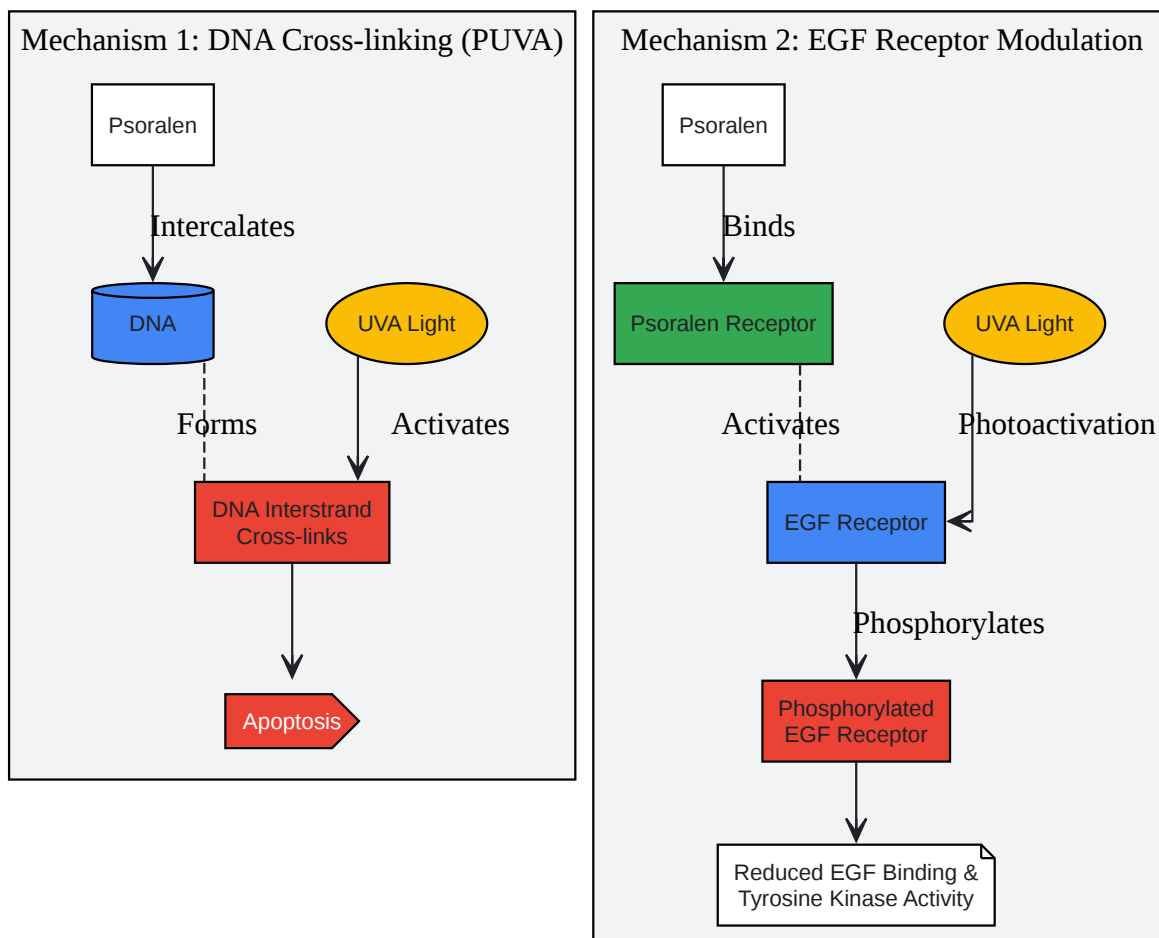 Mechanism 1: DNA Cross-linking (PUVA)
Psoralen
Intercalates
DNA
UVA Light
Forms
Activates
DNA Interstrand
Cross-links
Apoptosis
Mechanism 2: EGF Receptor Modulation
Psoralen
Binds
Psoralen Receptor
UVA Light
Activates
Photoactivation
EGF Receptor
Phosphorylates
Phosphorylated
EGF Receptor
Reduced EGF Binding &
Tyrosine Kinase Activity